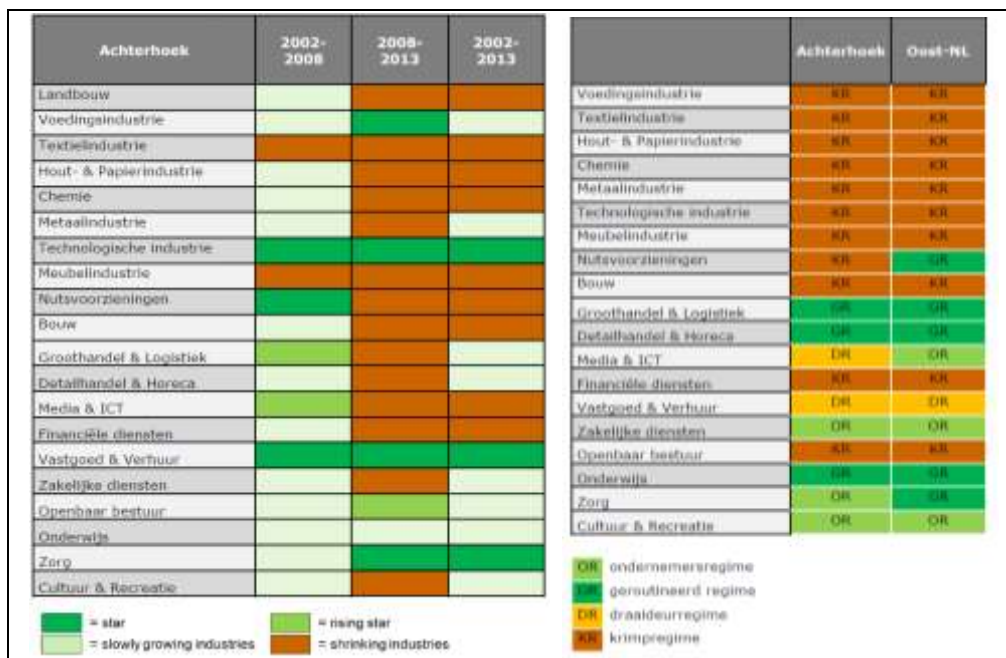 Achterhoek 2002-2008 2008-2013 2002-2013
Landbouw
Voedingsindustrie
Textielindustrie
Hout- & Papierindustrie
Chemie
Metaalindustrie
Technologische industrie
Meubelindustrie
Nutsvoorzieningen
Bouw
Groothandel & Logistiek
Detailhandel & Horeca
Media & ICT
Financiële diensten
Vastgoed & Verhuur
Zakelijke diensten
Openbaar bestuur
Onderwijs
Zorg
Cultuur & Recreatie
= star
= rising star
= slowly growing industries
= shrinking industries
Achterhoek Oost-NL
Voedingsindustrie KR KR
Textielindustrie KR KR
Hout- & Papierindustrie KR KR
Chemie KR KR
Metaalindustrie KR KR
Technologische industrie KR KR
Meubelindustrie KR KR
Nutsvoorzieningen KR GR
Bouw KR KR
Groothandel & Logistiek GR GR
Detailhandel & Horeca GR GR
Media & ICT DR OR
Financiële diensten KR KR
Vastgoed & Verhuur DR DR
Zakelijke diensten OR OR
Openbaar bestuur KR KR
Onderwijs GR GR
Zorg OR GR
Cultuur & Recreatie OR OR
OR ondernemersregime
GR geroutineerd regime
DR draaideurregime
KR krimpregime